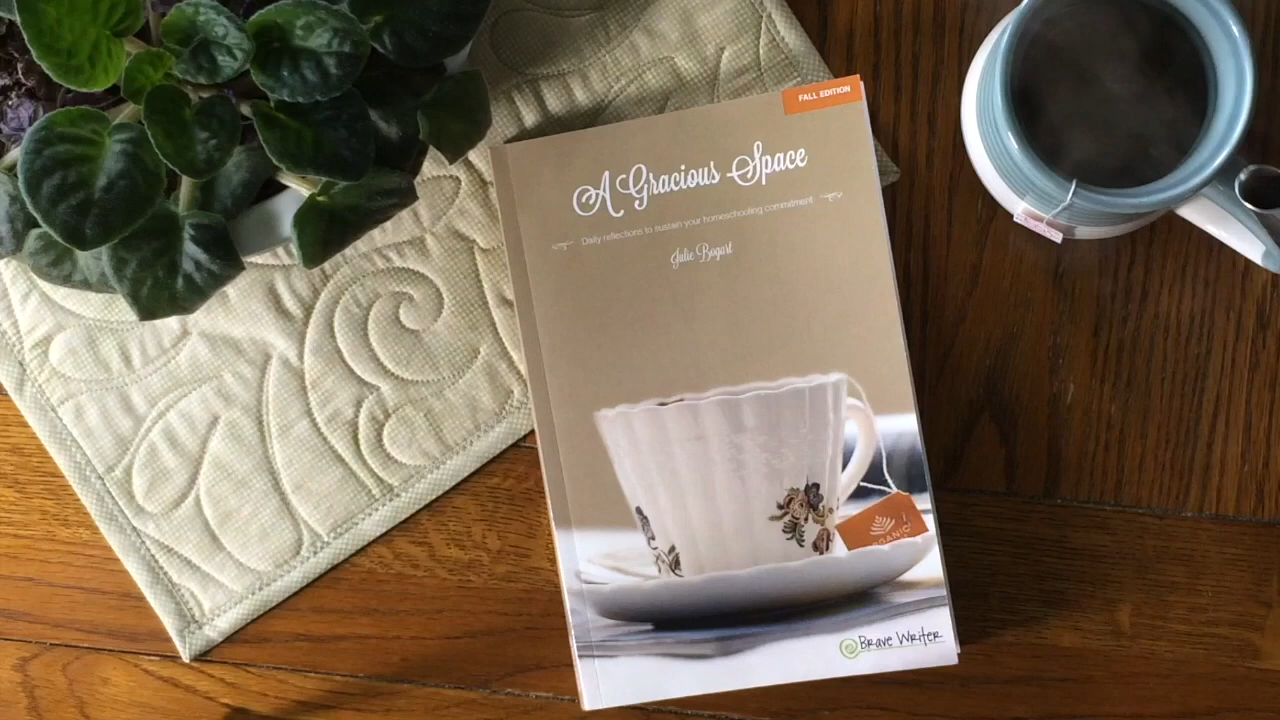 FALL EDITION
A Gracious Space
Daily reflections to sustain your homeschooling commitment
Julie Bogart
Brave Writer